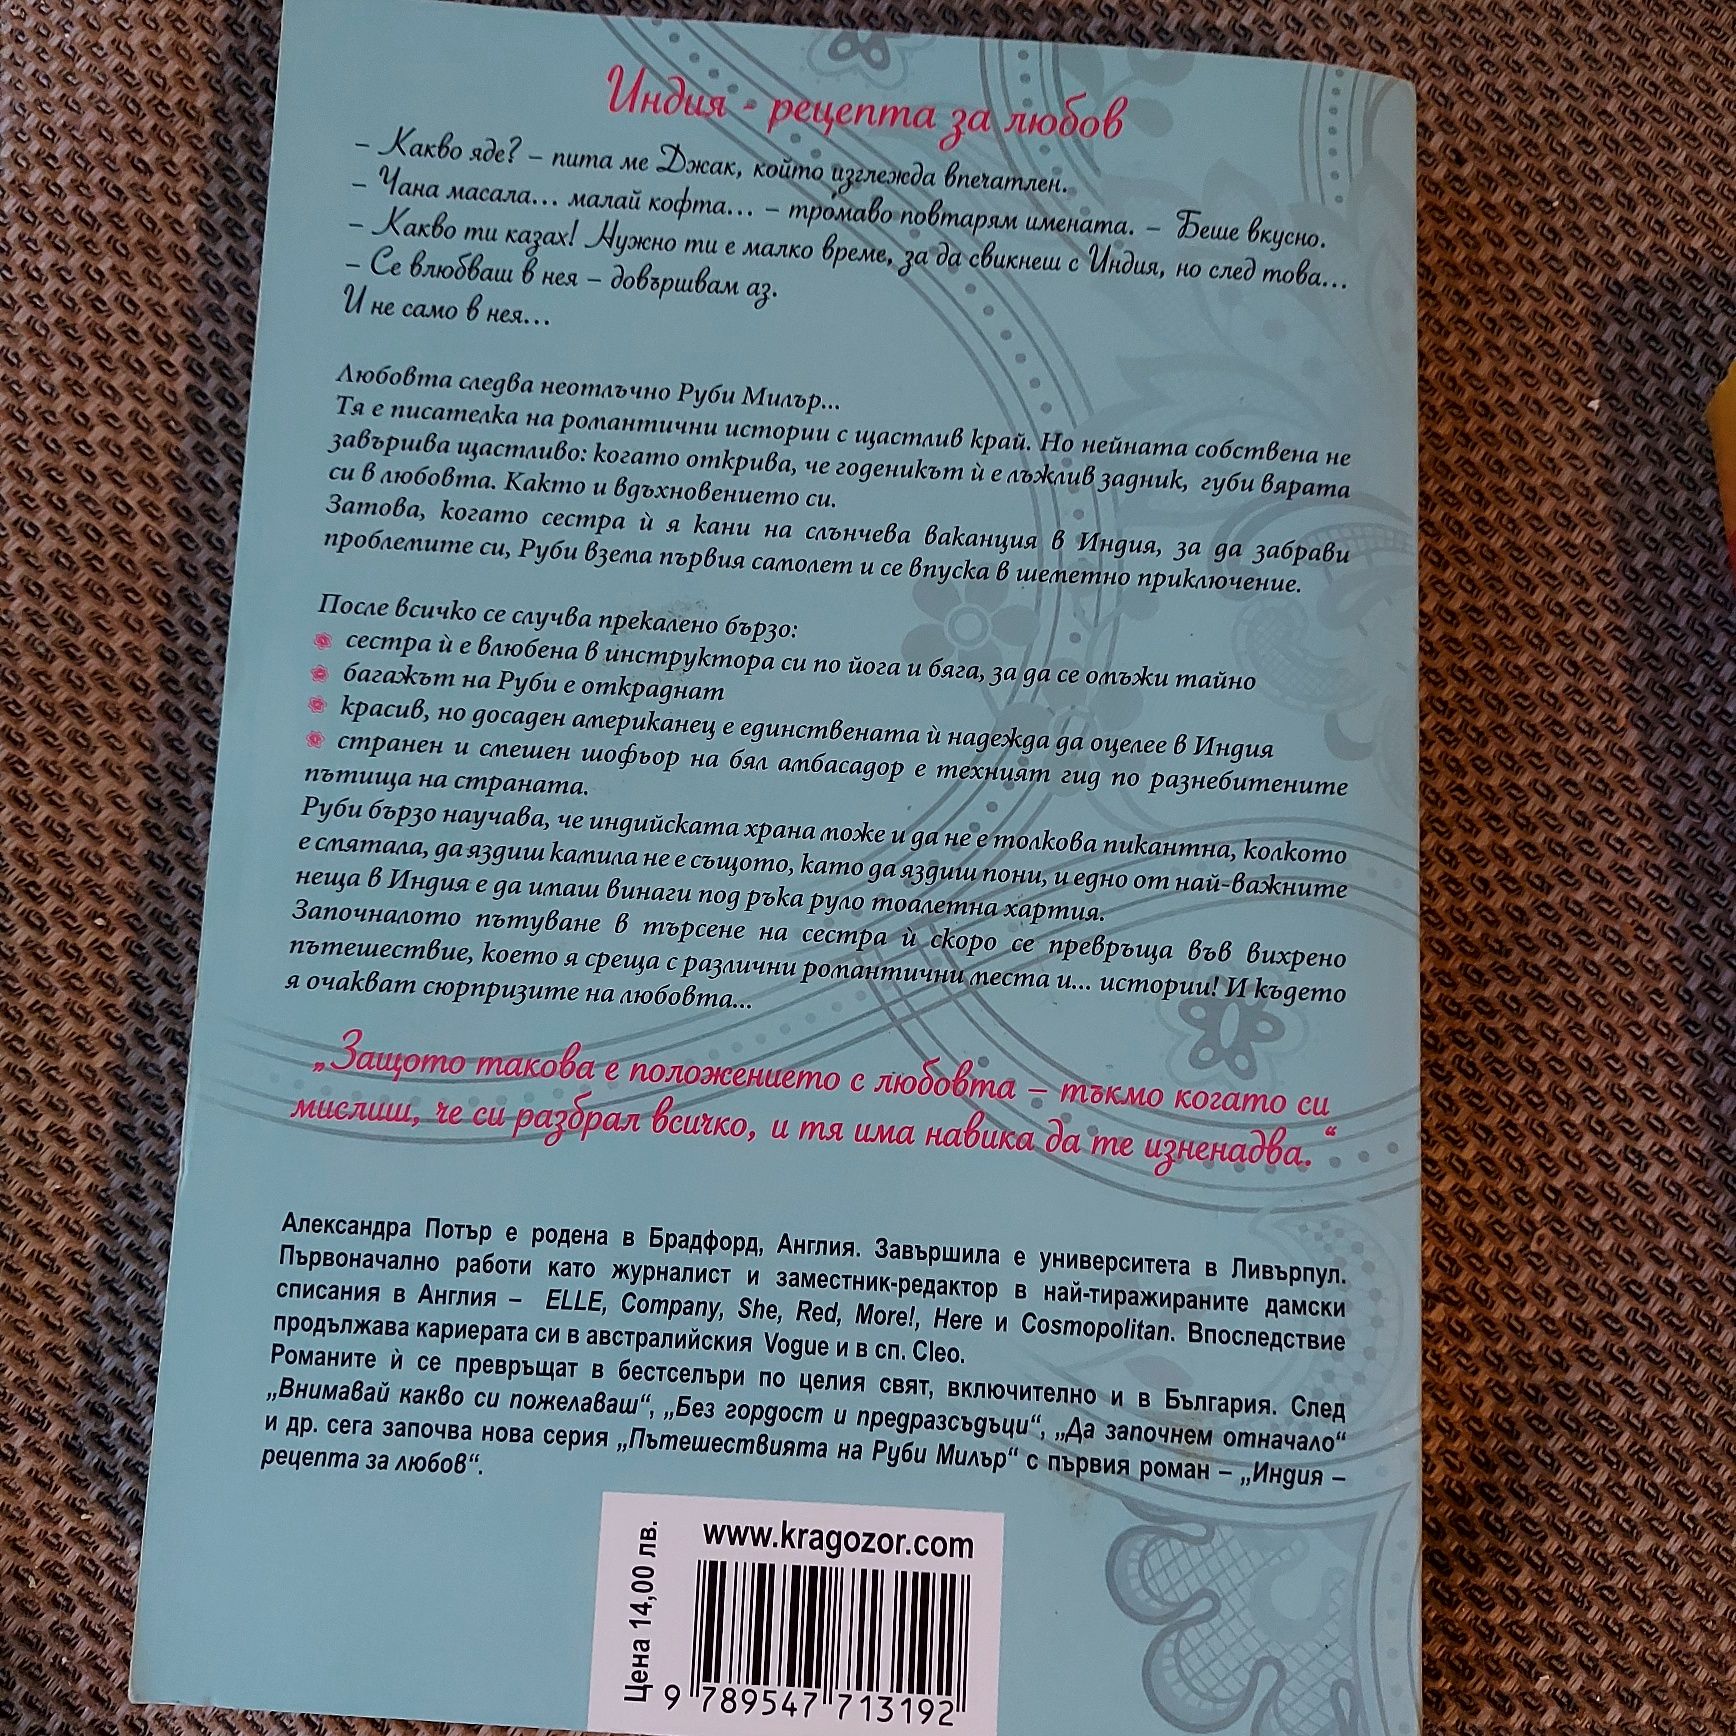 Индия - рецепта за любов
– Какво яде? – пита ме Джак, който изглежда впечатлен.
– Чана масала... малай кофта... – тромаво повтарям имената. – Беше вкусно.
– Какво ти казах! Нужно ти е малко време, за да свикнеш с Индия, но след това...
– Се влюбваш в нея – довършвам аз.
И не само в нея...
Любовта следва неотлъчно Руби Милър...
Тя е писателка на романтични истории с щастлив край. Но нейната собствена не
завършва щастливо: когато открива, че годеникът ѝ е лъжлив задник, губи вярата
си в любовта. Както и вдъхновението си.
Затова, когато сестра ѝ я кани на слънчева ваканция в Индия, за да забрави
проблемите си, Руби взема първия самолет и се впуска в шеметно приключение.
После всичко се случва прекалено бързо:
сестра ѝ е влюбена в инструктора си по йога и бяга, за да се омъжи тайно
багажът на Руби е откраднат
красив, но досаден американец е единствената ѝ надежда да оцелее в Индия
странен и смешен шофьор на бял амбасадор е техният гид по разнебитените
пътища на страната.
Руби бързо научава, че индийската храна може и да не е толкова пикантна, колкото
е смятала, да яздиш камила не е същото, като да яздиш пони, и едно от най-важните
неща в Индия е да имаш винаги под ръка руло тоалетна хартия.
Започналото пътуване в търсене на сестра ѝ скоро се превръща във вихрено
пътешествие, което я среща с различни романтични места и... истории! И където
я очакват сюрпризите на любовта...
„Защото такова е положението с любовта – тъкмо когато си
мислиш, че си разбрал всичко, и тя има навика да те изненадва.“
Александра Потър е родена в Брадфорд, Англия. Завършила е университета в Ливърпул.
Първоначално работи като журналист и заместник-редактор в най-тиражираните дамски
списания в Англия – ELLE, Company, She, Red, More!, Here и Cosmopolitan. Впоследствие
продължава кариерата си в австралийския Vogue и в сп. Cleo.
Романите ѝ се превръщат в бестселъри по целия свят, включително и в България. След
„Внимавай какво си пожелаваш“, „Без гордост и предразсъдъци“, „Да започнем отначало“
и др. сега започва нова серия „Пътешествията на Руби Милър“ с първия роман – „Индия –
рецепта за любов“.
www.kragozor.com
Цена 14,00 лв.
9 789547 713192